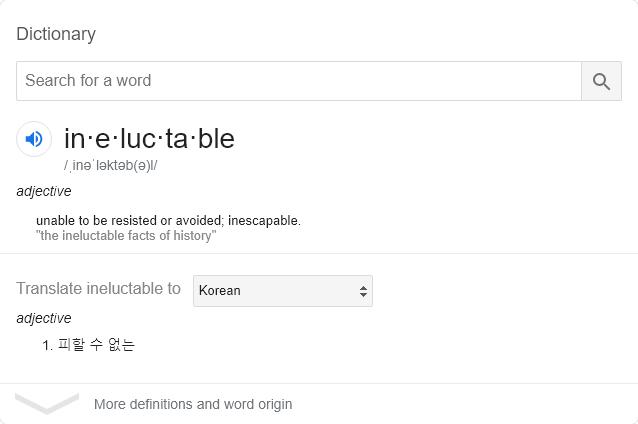 Dictionary
Search for a word
in·e·luc·ta·ble
/ˌinəˈləktəb(ə)l/
adjective
unable to be resisted or avoided; inescapable.
"the ineluctable facts of history"
Translate ineluctable to Korean
adjective
1. 피할 수 없는
More definitions and word origin